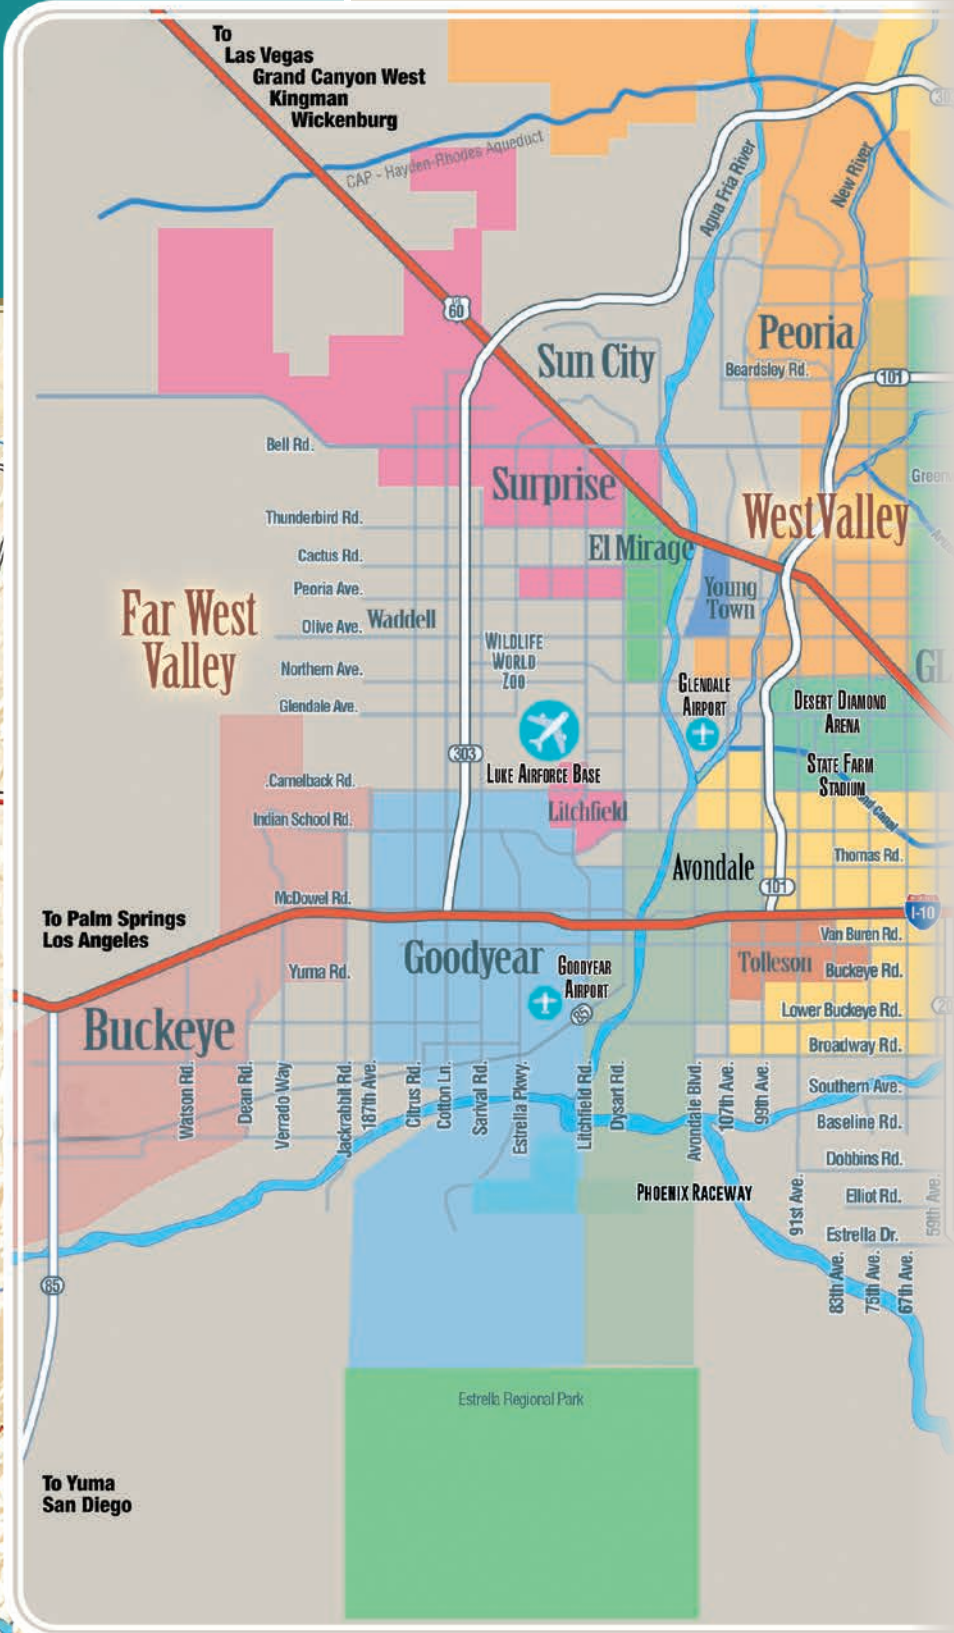 To
Las Vegas
Grand Canyon West
Kingman
Wickenburg
CAP - Hayden-Rhodes Aqueduct
Agua Fria River
New River
US
60
Peoria
Sun City
Beardsley Rd.
101
Bell Rd.
Surprise
Thunderbird Rd.
West Valley
El Mirage
Cactus Rd.
Peoria Ave.
Young
Town
Far West
Valley
Olive Ave.
Waddell
WILDLIFE
WORLD
ZOO
Northern Ave.
GLENDALE
AIRPORT
Glendale Ave.
DESERT DIAMOND
ARENA
303
STATE FARM
STADIUM
LUKE AIRFORCE BASE
Camelback Rd.
Indian School Rd.
Litchfield
Thomas Rd.
Avondale
101
McDowel Rd.
To Palm Springs
Los Angeles
I-10
Van Buren Rd.
Goodyear
GOODYEAR
AIRPORT
Tolleson
Buckeye Rd.
Yuma Rd.
85
Lower Buckeye Rd.
Buckeye
Broadway Rd.
Watson Rd.
Dean Rd.
Verrado Way
Jackrabbit Rd.
187th Ave.
Citrus Rd.
Cotton Ln.
Sarival Rd.
Estrella Pkwy.
Litchfield Rd.
Dysart Rd.
Avondale Blvd.
107th Ave.
99th Ave.
Southern Ave.
Baseline Rd.
Dobbins Rd.
PHOENIX RACEWAY
91st Ave.
Elliot Rd.
59th Ave.
Estrella Dr.
83th Ave.
75th Ave.
67th Ave.
85
Estrella Regional Park
To Yuma
San Diego